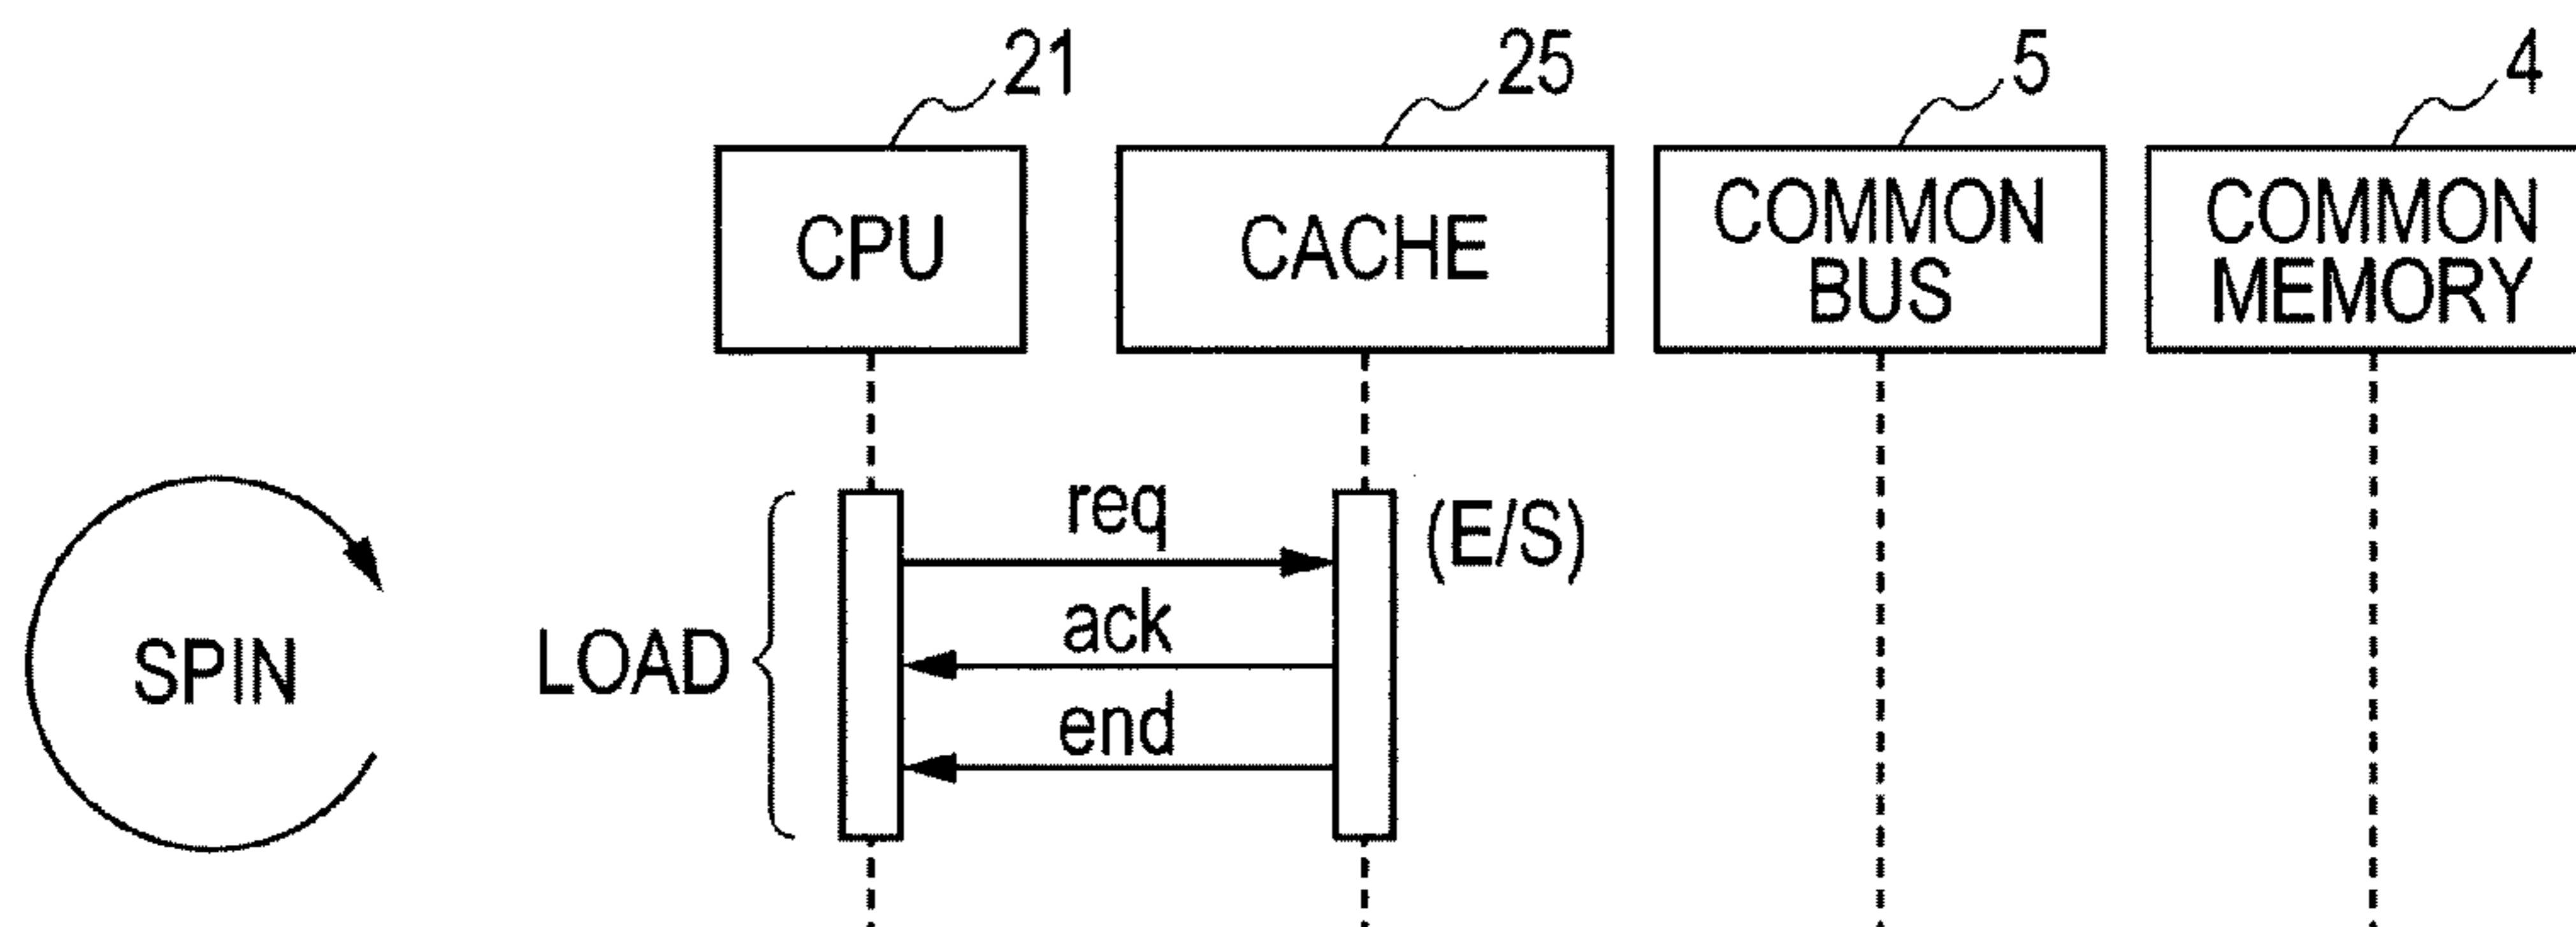 21
25
5
4
CPU
CACHE
COMMON
BUS
COMMON
MEMORY
req
(E/S)
ack
SPIN
LOAD
end